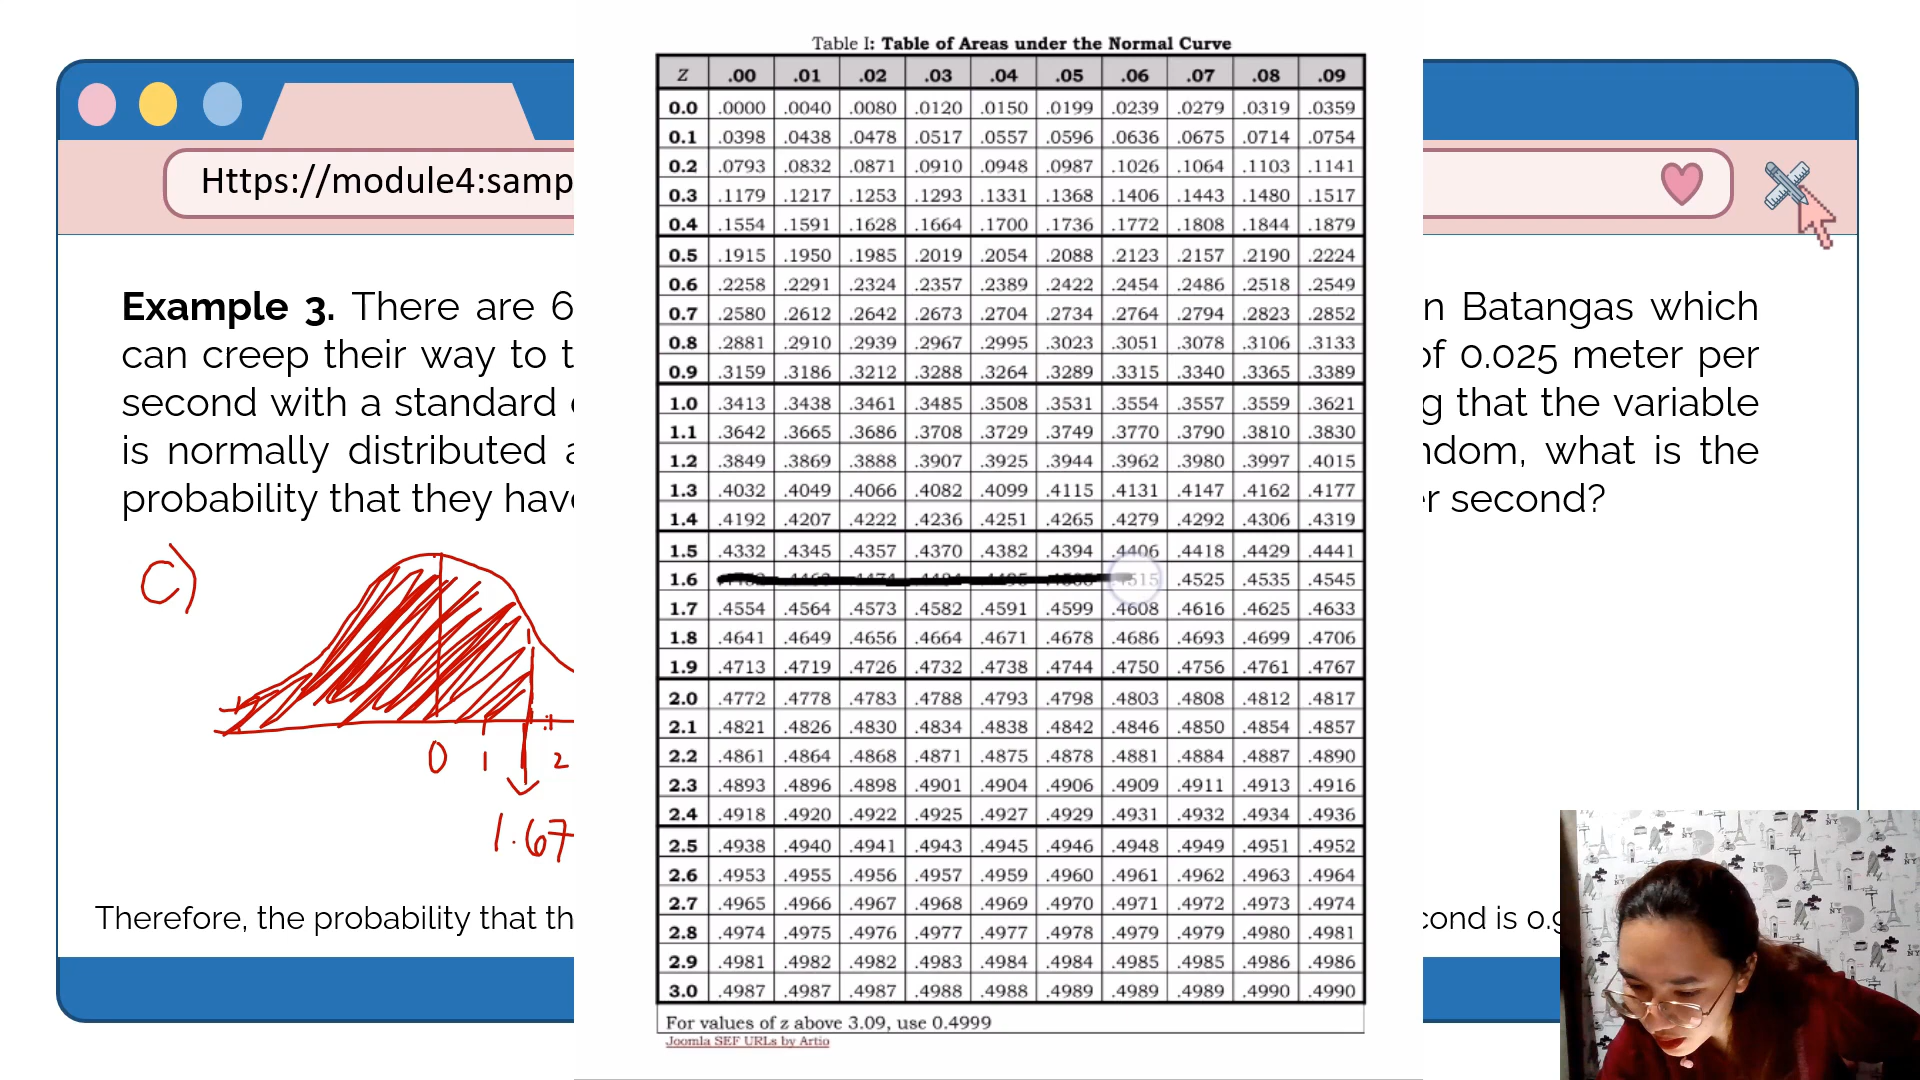 Table I: Table of Areas under the Normal Curve
Z .00 .01 .02 .03 .04 .05 .06 .07 .08 .09
0.0 .0000 .0040 .0080 .0120 .0150 .0199 .0239 .0279 .0319 .0359
0.1 .0398 .0438 .0478 .0517 .0557 .0596 .0636 .0675 .0714 .0754
0.2 .0793 .0832 .0871 .0910 .0948 .0987 .1026 .1064 .1103 .1141
0.3 .1179 .1217 .1253 .1293 .1331 .1368 .1406 .1443 .1480 .1517
0.4 .1554 .1591 .1628 .1664 .1700 .1736 .1772 .1808 .1844 .1879
0.5 .1915 .1950 .1985 .2019 .2054 .2088 .2123 .2157 .2190 .2224
0.6 .2258 .2291 .2324 .2357 .2389 .2422 .2454 .2486 .2518 .2549
0.7 .2580 .2612 .2642 .2673 .2704 .2734 .2764 .2794 .2823 .2852
0.8 .2881 .2910 .2939 .2967 .2995 .3023 .3051 .3078 .3106 .3133
0.9 .3159 .3186 .3212 .3288 .3264 .3289 .3315 .3340 .3365 .3389
1.0 .3413 .3438 .3461 .3485 .3508 .3531 .3554 .3557 .3559 .3621
1.1 .3642 .3665 .3686 .3708 .3729 .3749 .3770 .3790 .3810 .3830
1.2 .3849 .3869 .3888 .3907 .3925 .3944 .3962 .3980 .3997 .4015
1.3 .4032 .4049 .4066 .4082 .4099 .4115 .4131 .4147 .4162 .4177
1.4 .4192 .4207 .4222 .4236 .4251 .4265 .4279 .4292 .4306 .4319
1.5 .4332 .4345 .4357 .4370 .4382 .4394 .4406 .4418 .4429 .4441
1.6 .4525 .4535 .4545
1.7 .4554 .4564 .4573 .4582 .4591 .4599 .4608 .4616 .4625 .4633
1.8 .4641 .4649 .4656 .4664 .4671 .4678 .4686 .4693 .4699 .4706
1.9 .4713 .4719 .4726 .4732 .4738 .4744 .4750 .4756 .4761 .4767
2.0 .4772 .4778 .4783 .4788 .4793 .4798 .4803 .4808 .4812 .4817
2.1 .4821 .4826 .4830 .4834 .4838 .4842 .4846 .4850 .4854 .4857
2.2 .4861 .4864 .4868 .4871 .4875 .4878 .4881 .4884 .4887 .4890
2.3 .4893 .4896 .4898 .4901 .4904 .4906 .4909 .4911 .4913 .4916
2.4 .4918 .4920 .4922 .4925 .4927 .4929 .4931 .4932 .4934 .4936
2.5 .4938 .4940 .4941 .4943 .4945 .4946 .4948 .4949 .4951 .4952
2.6 .4953 .4955 .4956 .4957 .4959 .4960 .4961 .4962 .4963 .4964
2.7 .4965 .4966 .4967 .4968 .4969 .4970 .4971 .4972 .4973 .4974
2.8 .4974 .4975 .4976 .4977 .4977 .4978 .4979 .4979 .4980 .4981
2.9 .4981 .4982 .4982 .4983 .4984 .4984 .4985 .4985 .4986 .4986
3.0 .4987 .4987 .4987 .4988 .4988 .4989 .4989 .4989 .4990 .4990
For values of z above 3.09, use 0.4999
Joomla SEF URLs by Artio
Https://module4:samp
Example 3. There are 6 n Batangas which
can creep their way to t of 0.025 meter per
second with a standard g that the variable
is normally distributed ndom, what is the
probability that they hav r second?
C)
0 1 2
1.67
Therefore, the probability that th cond is 0.9